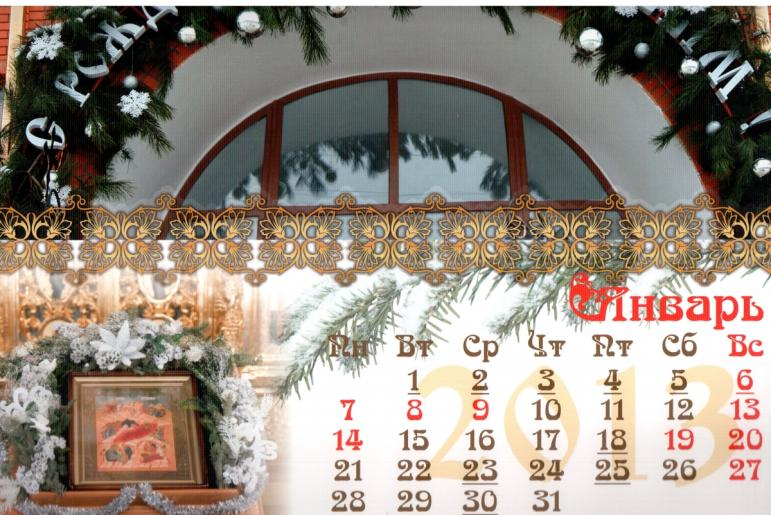 С РОЖД
ЫМ
Январь
Пн Вт Ср Чт Пт Сб Вс
1 2 3 4 5 6
7 8 9 10 11 12 13
14 15 16 17 18 19 20
21 22 23 24 25 26 27
28 29 30 31
2013